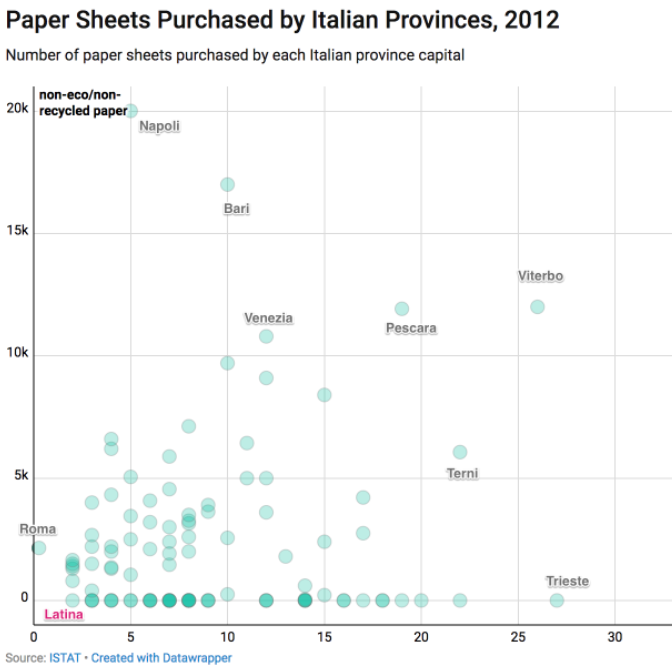 Paper Sheets Purchased by Italian Provinces, 2012
Number of paper sheets purchased by each Italian province capital
non-eco/non-
recycled paper
20k
Napoli
Bari
15k
Viterbo
Venezia
Pescara
10k
5k
Terni
Roma
Trieste
0
Latina
0 5 10 15 20 25 30
Source: ISTAT • Created with Datawrapper